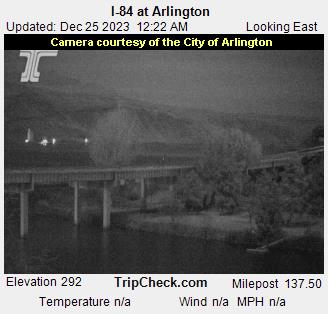 I-84 at Arlington
Updated: Dec 25 2023 12:22 AM Looking East
Camera courtesy of the City of Arlington
Elevation 292 TripCheck.com Milepost 137.50
Temperature n/a Wind n/a MPH n/a